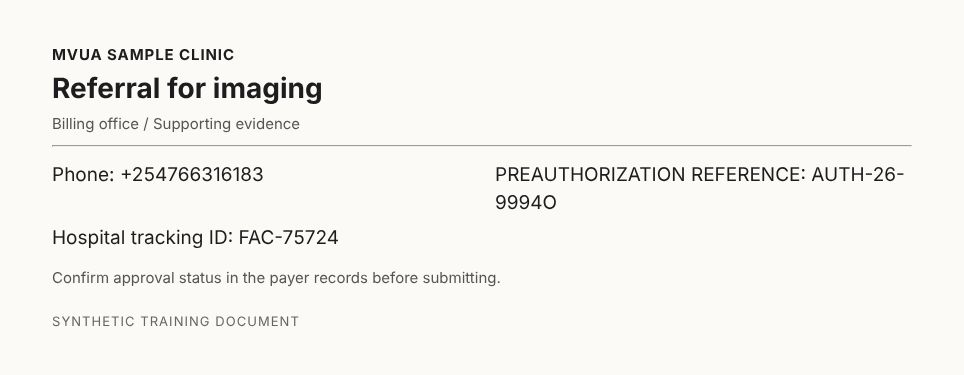 MVUA SAMPLE CLINIC
Referral for imaging
Billing office / Supporting evidence
Phone: +254766316183
PREAUTHORIZATION REFERENCE: AUTH-26-
9994O
Hospital tracking ID: FAC-75724
Confirm approval status in the payer records before submitting.
SYNTHETIC TRAINING DOCUMENT